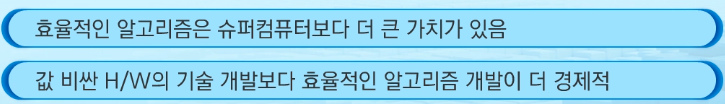 효율적인 알고리즘은 슈퍼컴퓨터보다 더 큰 가치가 있음
값 비싼 H/W의 기술 개발보다 효율적인 알고리즘 개발이 더 경제적